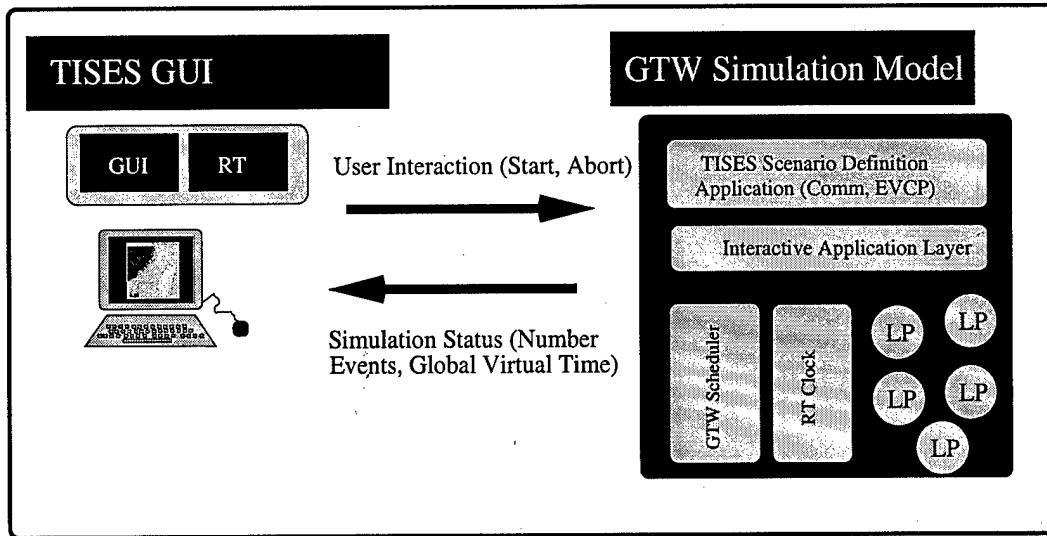 TISES GUI
GUI
RT
User Interaction (Start, Abort)
Simulation Status (Number
Events, Global Virtual Time)
GTW Simulation Model
TISES Scenario Definition
Application (Comm, EVCP)
Interactive Application Layer
GTW Scheduler
RT Clock
LP
LP
LP
LP
LP